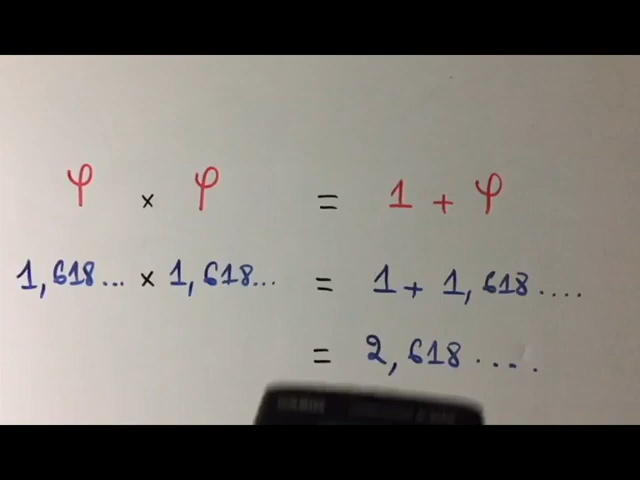 φ × φ = 1 + φ
1,618... × 1,618... = 1 + 1,618....
= 2,618....